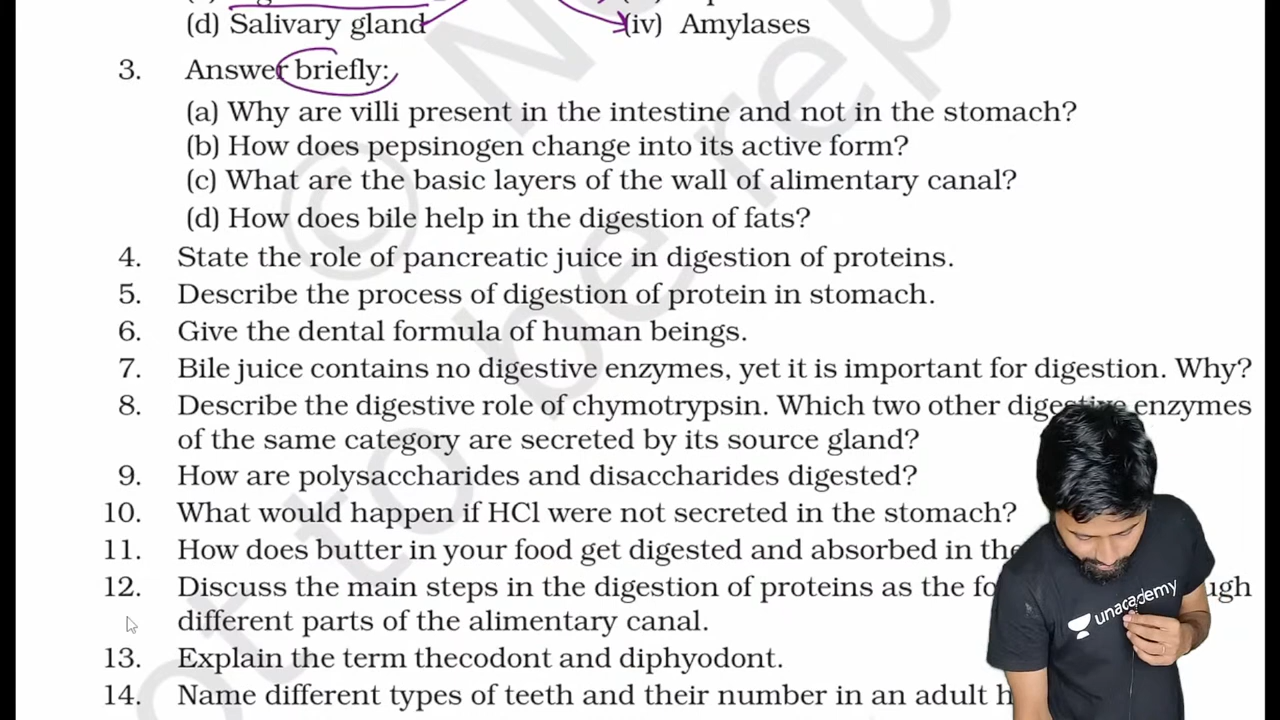 (d) Salivary gland (iv) Amylases
3. Answer briefly:
(a) Why are villi present in the intestine and not in the stomach?
(b) How does pepsinogen change into its active form?
(c) What are the basic layers of the wall of alimentary canal?
(d) How does bile help in the digestion of fats?
4. State the role of pancreatic juice in digestion of proteins.
5. Describe the process of digestion of protein in stomach.
6. Give the dental formula of human beings.
7. Bile juice contains no digestive enzymes, yet it is important for digestion. Why?
8. Describe the digestive role of chymotrypsin. Which two other digestive enzymes
of the same category are secreted by its source gland?
9. How are polysaccharides and disaccharides digested?
10. What would happen if HCl were not secreted in the stomach?
11. How does butter in your food get digested and absorbed in the
12. Discuss the main steps in the digestion of proteins as the
different parts of the alimentary canal.
13. Explain the term thecodont and diphyodont.
14. Name different types of teeth and their number in an adult
unacademy
not to be rep
© N